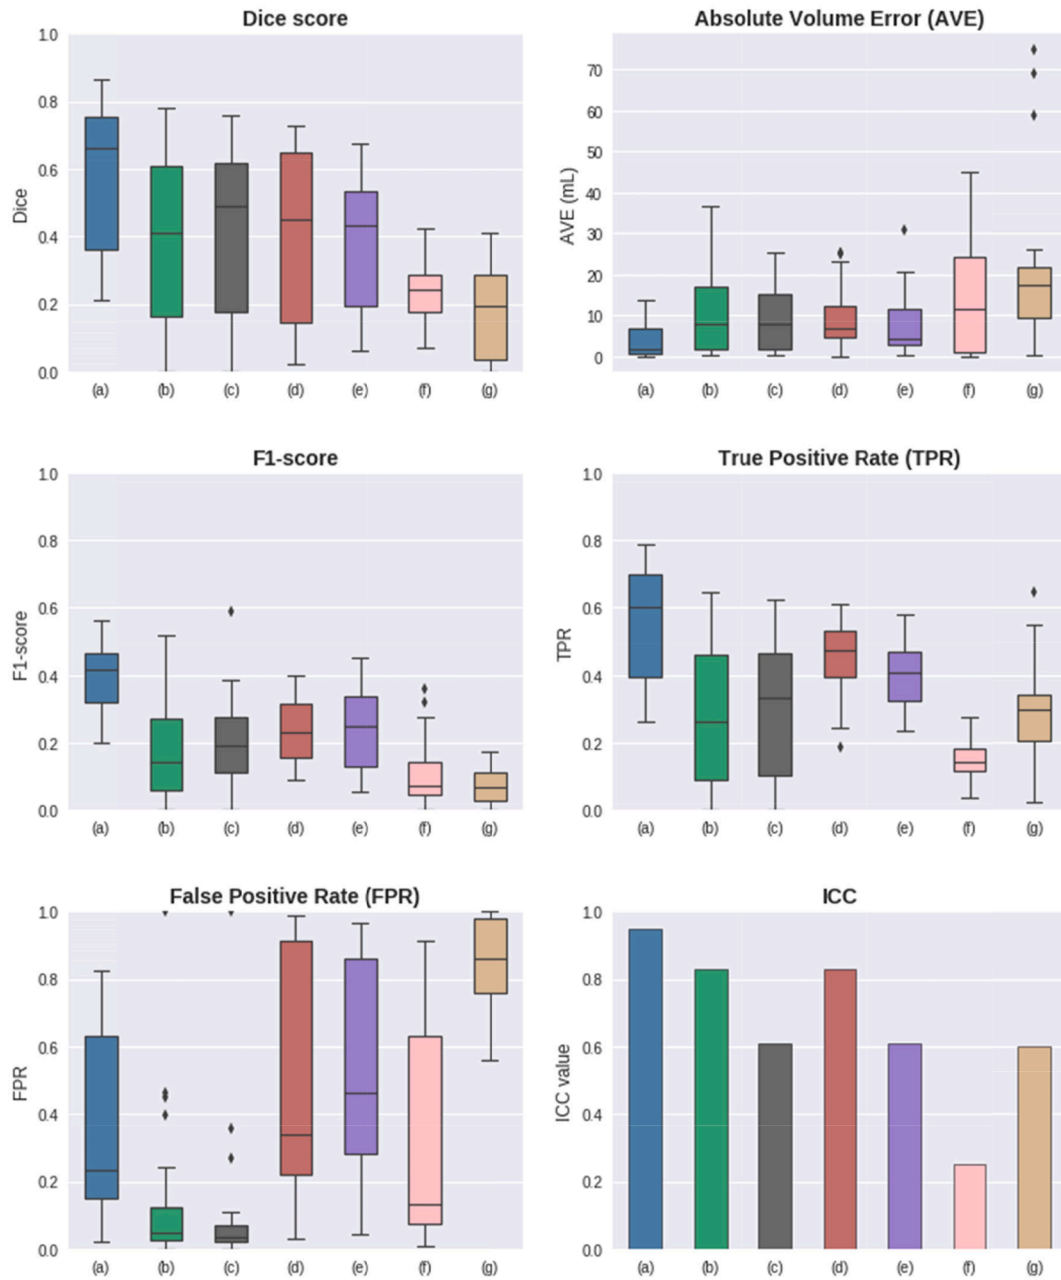 Dice score
Absolute Volume Error (AVE)
1.0
0.8
0.6
0.4
0.2
0.0
Dice
(a) (b) (c) (d) (e) (f) (g)
70
60
50
40
30
20
10
0
AVE (mL)
(a) (b) (c) (d) (e) (f) (g)
F1-score
True Positive Rate (TPR)
1.0
0.8
0.6
0.4
0.2
0.0
F1-score
(a) (b) (c) (d) (e) (f) (g)
1.0
0.8
0.6
0.4
0.2
0.0
TPR
(a) (b) (c) (d) (e) (f) (g)
False Positive Rate (FPR)
ICC
1.0
0.8
0.6
0.4
0.2
0.0
FPR
(a) (b) (c) (d) (e) (f) (g)
1.0
0.8
0.6
0.4
0.2
0.0
ICC value
(a) (b) (c) (d) (e) (f) (g)